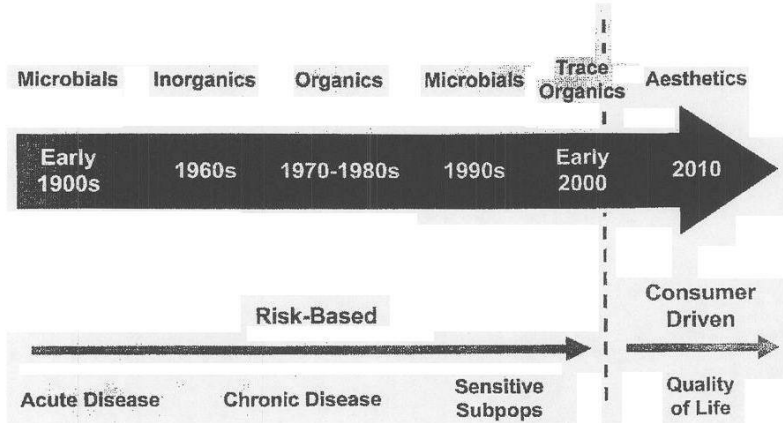 Microbials Inorganics Organics Microbials Trace Organics Aesthetics
Early 1900s 1960s 1970-1980s 1990s Early 2000 2010
Risk-Based Consumer Driven
Acute Disease Chronic Disease Sensitive Subpops Quality of Life